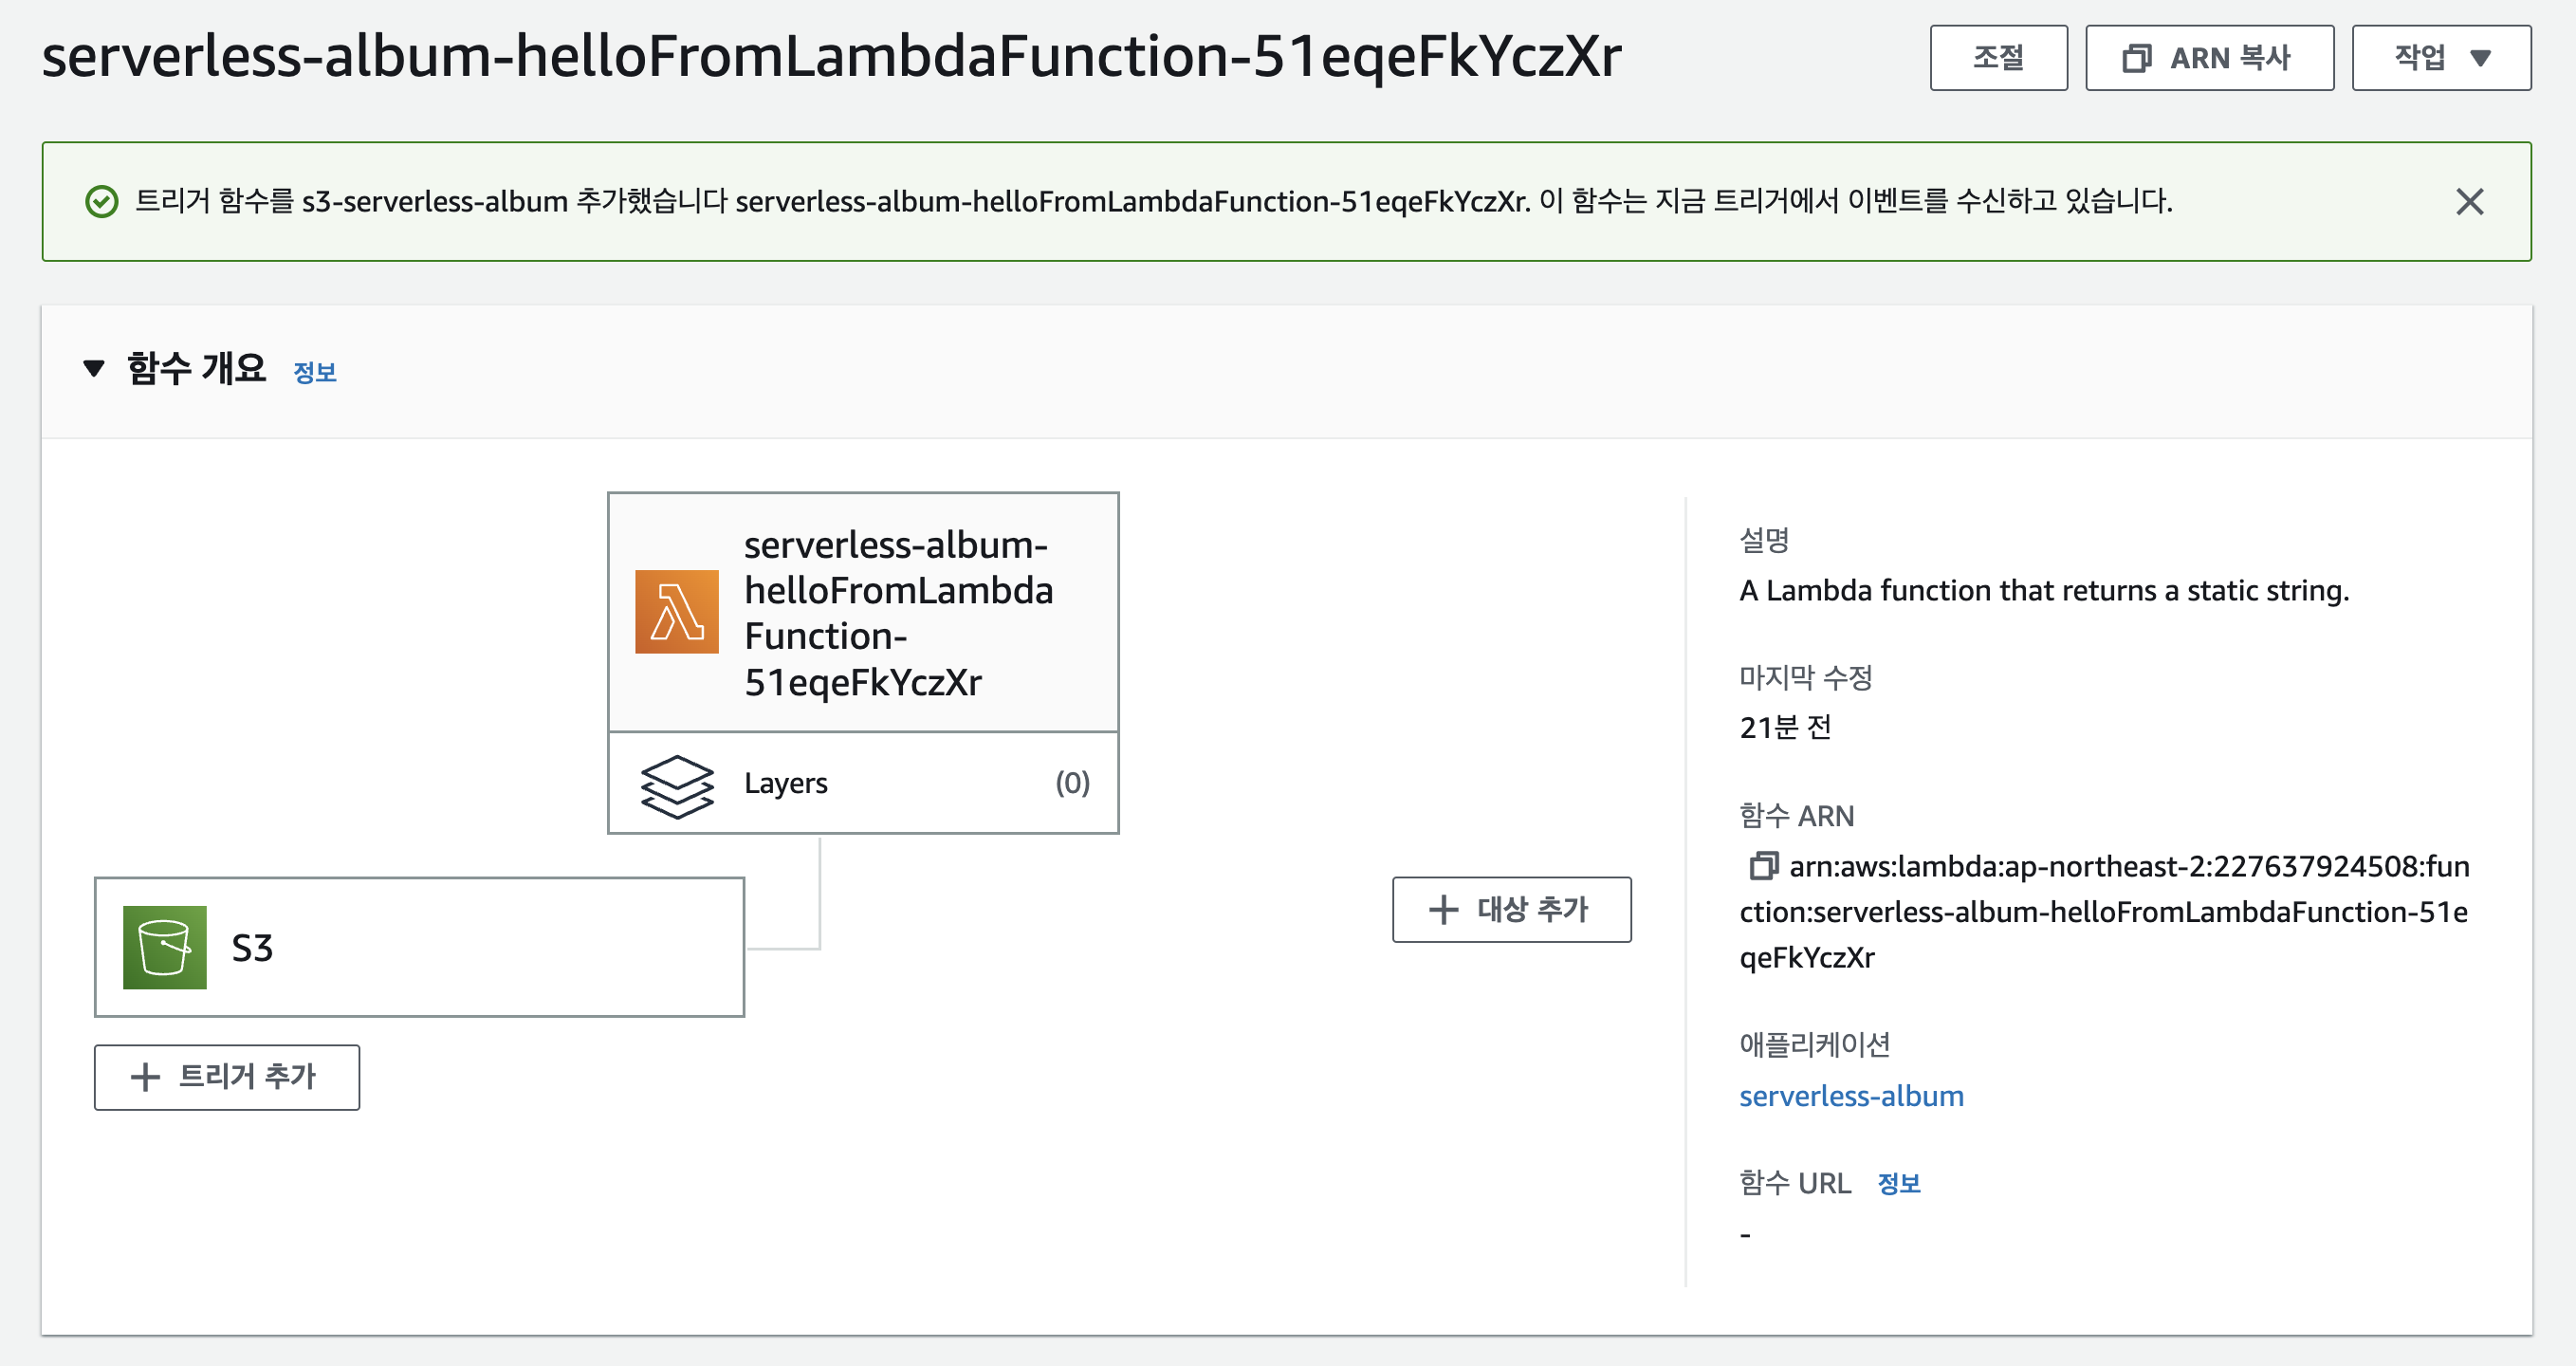 serverless-album-helloFromLambdaFunction-51eqeFkYczXr
조절
ARN 복사
작업
트리거 함수를 s3-serverless-album 추가했습니다 serverless-album-helloFromLambdaFunction-51eqeFkYczXr. 이 함수는 지금 트리거에서 이벤트를 수신하고 있습니다.
함수 개요 정보
serverless-album-
helloFromLambda
Function-
51eqeFkYczXr
Layers (0)
S3
+ 트리거 추가
+ 대상 추가
설명
A Lambda function that returns a static string.
마지막 수정
21분 전
함수 ARN
arn:aws:lambda:ap-northeast-2:227637924508:fun
ction:serverless-album-helloFromLambdaFunction-51e
qeFkYczXr
애플리케이션
serverless-album
함수 URL 정보
-